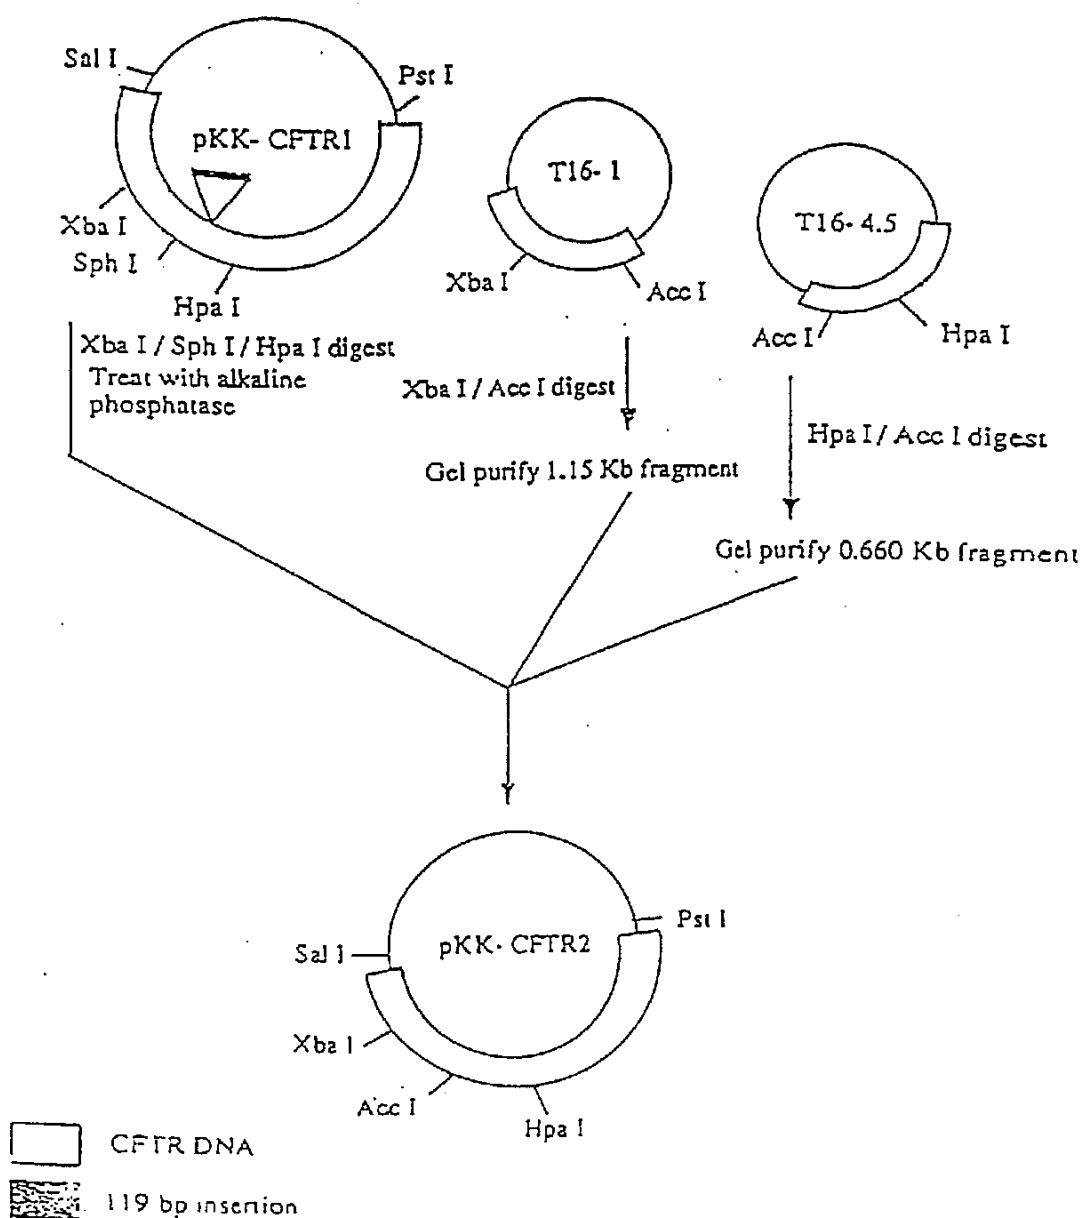 Sal I
Pst I
pKK- CFTR1
Xba I
Sph I
Hpa I
T16- 1
Xba I
Acc I
T16- 4.5
Acc I
Hpa I
Xba I / Sph I / Hpa I digest
Treat with alkaline
phosphatase
Xba I / Acc I digest
Hpa I / Acc I digest
Gel purify 1.15 Kb fragment
Gel purify 0.660 Kb fragment
Sal I
Pst I
pKK- CFTR2
Xba I
Acc I
Hpa I
CFTR DNA
119 bp insertion